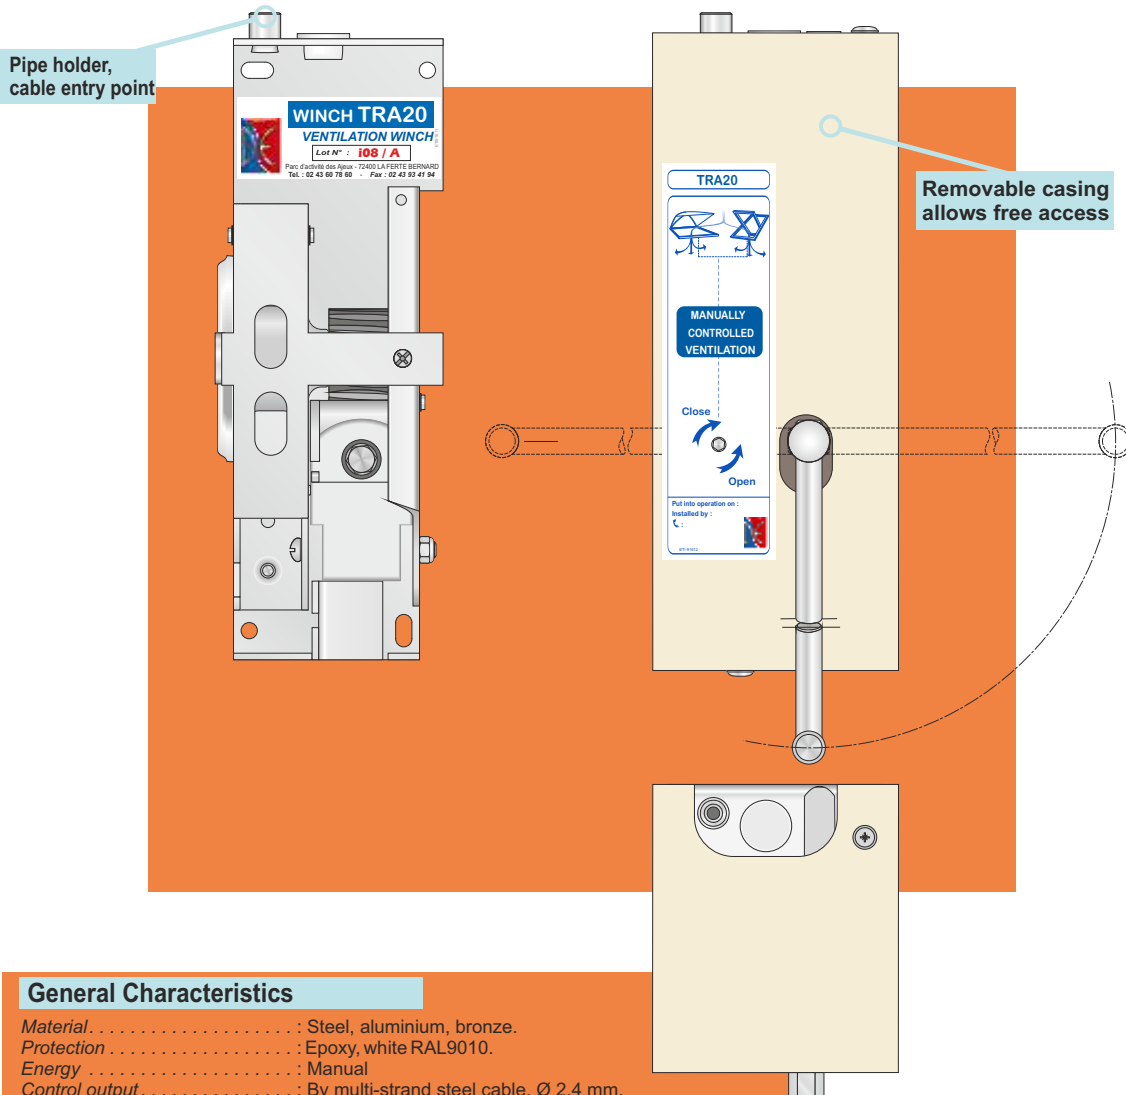 Pipe holder,
cable entry point
WINCH TRA20
VENTILATION WINCH
Lot N° : i08 / A
Parc d'activité des Ajeux - 72400 LA FERTE BERNARD
Tel. : 02 43 60 78 60 - Fax : 02 43 93 41 94
Removable casing
allows free access
TRA20
MANUALLY
CONTROLLED
VENTILATION
Close
Open
Put into operation on :
Installed by :
:
General Characteristics
Material. . . . . . . . . . . . . . . . . . . . : Steel, aluminium, bronze.
Protection . . . . . . . . . . . . . . . . . . : Epoxy, white RAL9010.
Energy . . . . . . . . . . . . . . . . . . . . : Manual
Control output. . . . . . . . . . . . . . . : By multi-strand steel cable, Ø 2.4 mm.